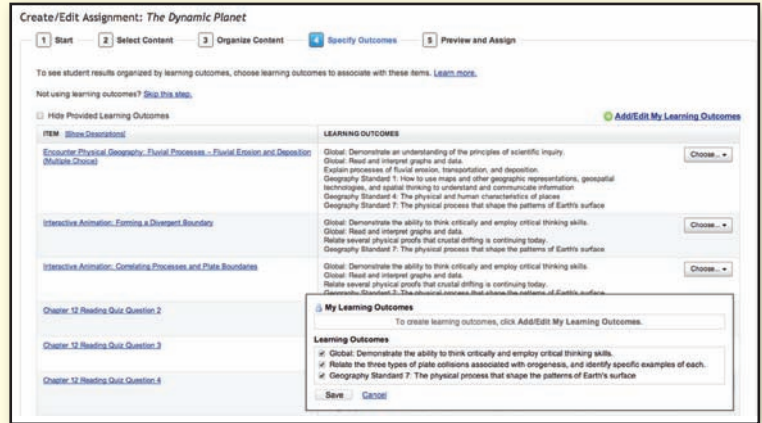 Create/Edit Assignment: The Dynamic Planet
1 Start 2 Select Content 3 Organize Content 4 Specify Outcomes 5 Preview and Assign
To see student results organized by learning outcomes, choose learning outcomes to associate with these items. Learn more.
Not using learning outcomes? Skip this step.
Hide Provided Learning Outcomes
Add/Edit My Learning Outcomes
ITEM [Show Descriptions] LEARNING OUTCOMES
Encounter Physical Geography: Fluvial Processes – Fluvial Erosion and Deposition
(Multiple Choice)
Global: Demonstrate an understanding of the principles of scientific inquiry.
Global: Read and interpret graphs and data.
Explain processes of fluvial erosion, transportation, and deposition.
Geography Standard 1: How to use maps and other geographic representations, geospatial
technologies, and spatial thinking to understand and communicate information
Geography Standard 4: The physical and human characteristics of places
Geography Standard 7: The physical process that shape the patterns of Earth's surface
Choose...
Interactive Animation: Forming a Divergent Boundary
Global: Demonstrate the ability to think critically and employ critical thinking skills.
Global: Read and interpret graphs and data.
Relate several physical proofs that crustal drifting is continuing today.
Geography Standard 7: The physical process that shape the patterns of Earth's surface
Choose...
Interactive Animation: Correlating Processes and Plate Boundaries
Global: Demonstrate the ability to think critically and employ critical thinking skills.
Global: Read and interpret graphs and data.
Relate several physical proofs that crustal drifting is continuing today.
Geography Standard 7: The physical process that shape the patterns of Earth's surface
Choose...
Chapter 12 Reading Quiz Question 2
Chapter 12 Reading Quiz Question 3
Chapter 12 Reading Quiz Question 4
My Learning Outcomes
To create learning outcomes, click Add/Edit My Learning Outcomes.
Learning Outcomes
Global: Demonstrate the ability to think critically and employ critical thinking skills.
Relate the three types of plate collisions associated with orogenesis, and identify specific examples of each.
Geography Standard 7: The physical process that shape the patterns of Earth's surface
Save Cancel